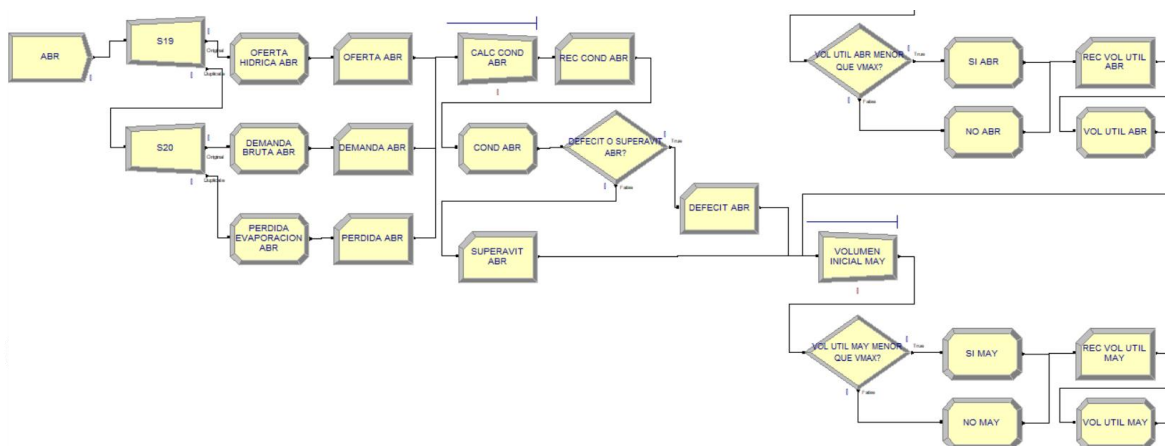 ABR
S19
Original
Duplicate
OFERTA
HIDRICA ABR
OFERTA ABR
CALC COND
ABR
REC COND ABR
VOL UTIL ABR MENOR
QUE VMAX?
True
False
SI ABR
REC VOL UTIL
ABR
NO ABR
VOL UTIL ABR
S20
Original
Duplicate
DEMANDA
BRUTA ABR
DEMANDA ABR
COND ABR
DEFECIT O SUPERAVIT
ABR?
True
False
DEFECIT ABR
PERDIDA
EVAPORACION
ABR
PERDIDA ABR
SUPERAVIT
ABR
VOLUMEN
INICIAL MAY
VOL UTIL MAY MENOR
QUE VMAX?
True
False
SI MAY
REC VOL UTIL
MAY
NO MAY
VOL UTIL MAY